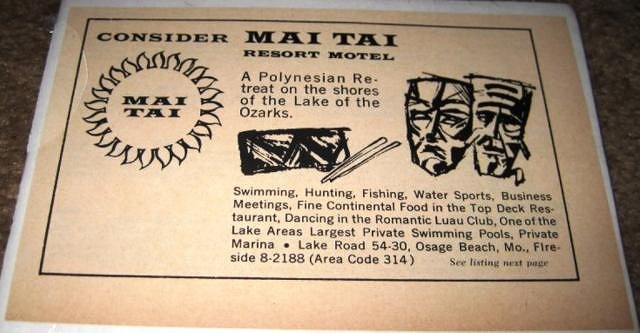 CONSIDER MAI TAI
RESORT MOTEL
MAI
TAI
A Polynesian Re-
treat on the shores
of the Lake of the
Ozarks.
Swimming, Hunting, Fishing, Water Sports, Business
Meetings, Fine Continental Food in the Top Deck Res-
taurant, Dancing in the Romantic Luau Club, One of the
Lake Areas Largest Private Swimming Pools, Private
Marina • Lake Road 54-30, Osage Beach, Mo., Fire-
side 8-2188 (Area Code 314)
See listing next page